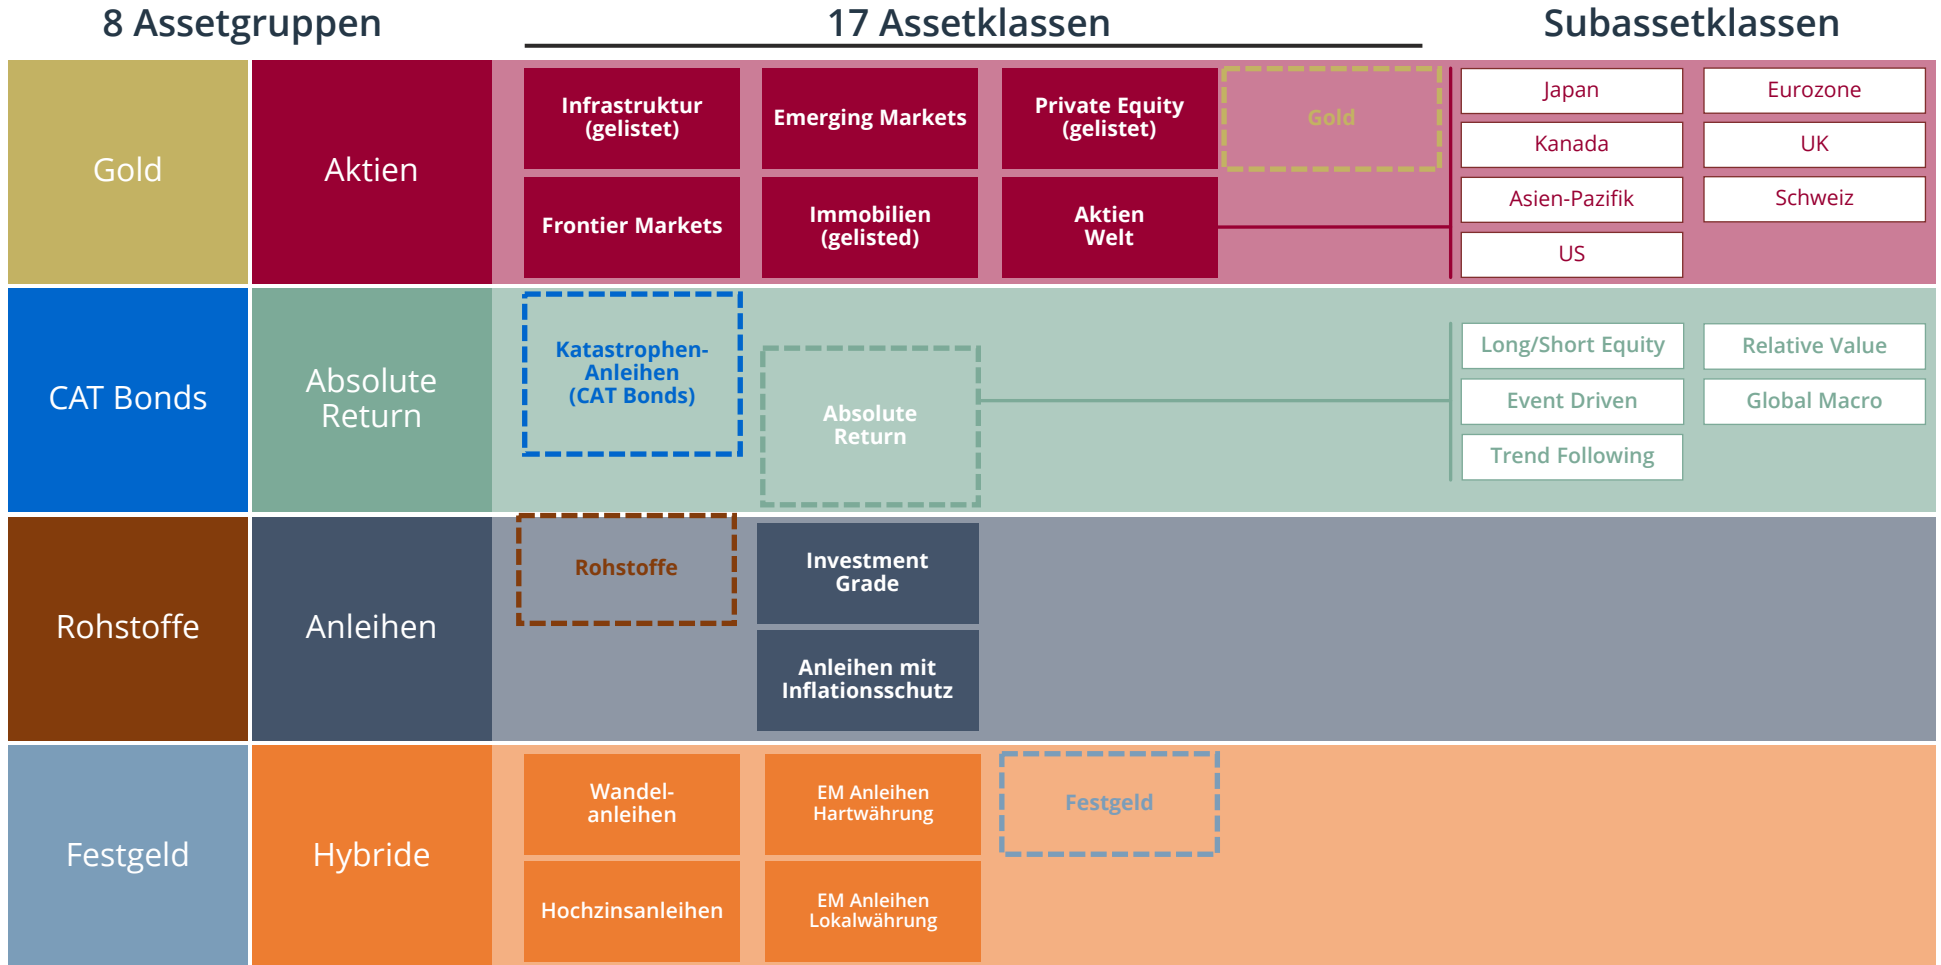 8 Assetgruppen
17 Assetklassen
Subassetklassen
Gold
Aktien
Infrastruktur
(gelistet)
Emerging Markets
Private Equity
(gelistet)
Gold
Frontier Markets
Immobilien
(gelisted)
Aktien
Welt
Japan
Eurozone
Kanada
UK
Asien-Pazifik
Schweiz
US
CAT Bonds
Absolute
Return
Katastrophen-
Anleihen
(CAT Bonds)
Absolute
Return
Long/Short Equity
Relative Value
Event Driven
Global Macro
Trend Following
Rohstoffe
Anleihen
Rohstoffe
Investment
Grade
Anleihen mit
Inflationsschutz
Festgeld
Hybride
Wandel-
anleihen
EM Anleihen
Hartwährung
Festgeld
Hochzinsanleihen
EM Anleihen
Lokalwährung